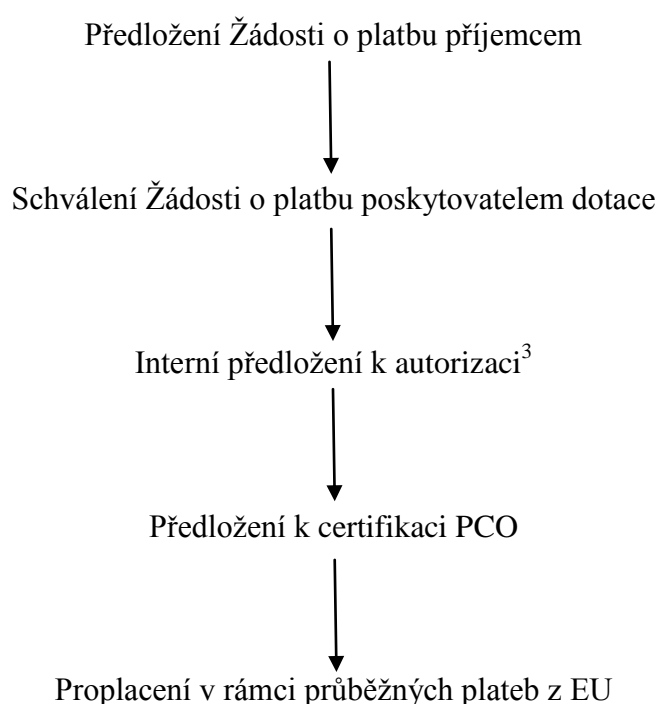 Předložení Žádosti o platbu příjemcem
Schválení Žádosti o platbu poskytovatelem dotace
Interní předložení k autorizaci³
Předložení k certifikaci PCO
Proplacení v rámci průběžných plateb z EU